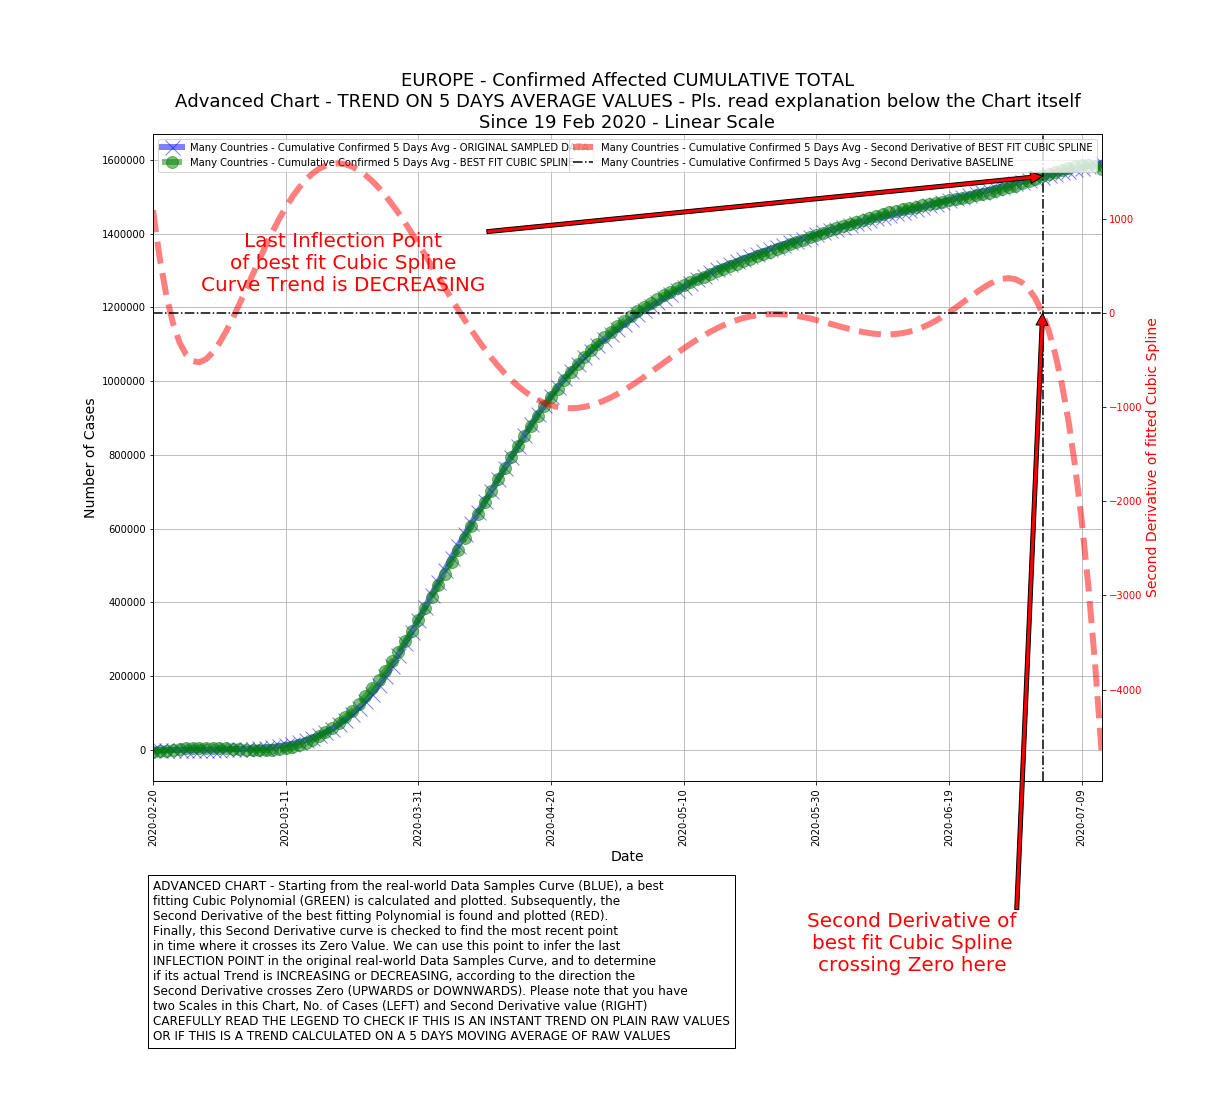 EUROPE - Confirmed Affected CUMULATIVE TOTAL
Advanced Chart - TREND ON 5 DAYS AVERAGE VALUES - Pls. read explanation below the Chart itself
Since 19 Feb 2020 - Linear Scale
Many Countries - Cumulative Confirmed 5 Days Avg - ORIGINAL SAMPLED DATA
Many Countries - Cumulative Confirmed 5 Days Avg - BEST FIT CUBIC SPLINE
Many Countries - Cumulative Confirmed 5 Days Avg - Second Derivative of BEST FIT CUBIC SPLINE
Many Countries - Cumulative Confirmed 5 Days Avg - Second Derivative BASELINE
Last Inflection Point
of best fit Cubic Spline
Curve Trend is DECREASING
Number of Cases
1600000
1400000
1200000
1000000
800000
600000
400000
200000
0
1000
0
−1000
−2000
−3000
−4000
Second Derivative of fitted Cubic Spline
2020-02-20
2020-03-11
2020-03-31
2020-04-20
2020-05-10
2020-05-30
2020-06-19
2020-07-09
Date
ADVANCED CHART - Starting from the real-world Data Samples Curve (BLUE), a best
fitting Cubic Polynomial (GREEN) is calculated and plotted. Subsequently, the
Second Derivative of the best fitting Polynomial is found and plotted (RED).
Finally, this Second Derivative curve is checked to find the most recent point
in time where it crosses its Zero Value. We can use this point to infer the last
INFLECTION POINT in the original real-world Data Samples Curve, and to determine
if its actual Trend is INCREASING or DECREASING, according to the direction the
Second Derivative crosses Zero (UPWARDS or DOWNWARDS). Please note that you have
two Scales in this Chart, No. of Cases (LEFT) and Second Derivative value (RIGHT)
CAREFULLY READ THE LEGEND TO CHECK IF THIS IS AN INSTANT TREND ON PLAIN RAW VALUES
OR IF THIS IS A TREND CALCULATED ON A 5 DAYS MOVING AVERAGE OF RAW VALUES
Second Derivative of
best fit Cubic Spline
crossing Zero here